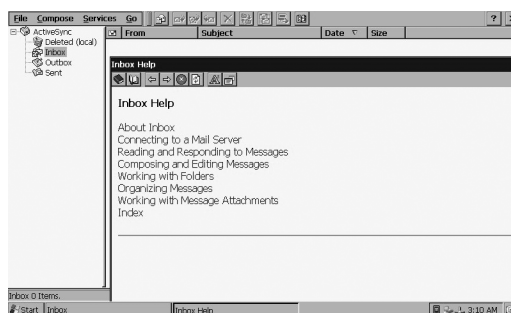 File Compose Services Go ?
ActiveSync
Deleted (local)
Inbox
Outbox
Sent
From Subject Date Size
Inbox Help
Inbox Help
About Inbox
Connecting to a Mail Server
Reading and Responding to Messages
Composing and Editing Messages
Working with Folders
Organizing Messages
Working with Message Attachments
Index
Inbox 0 Items.
Start Inbox Inbox Help 3:10 AM